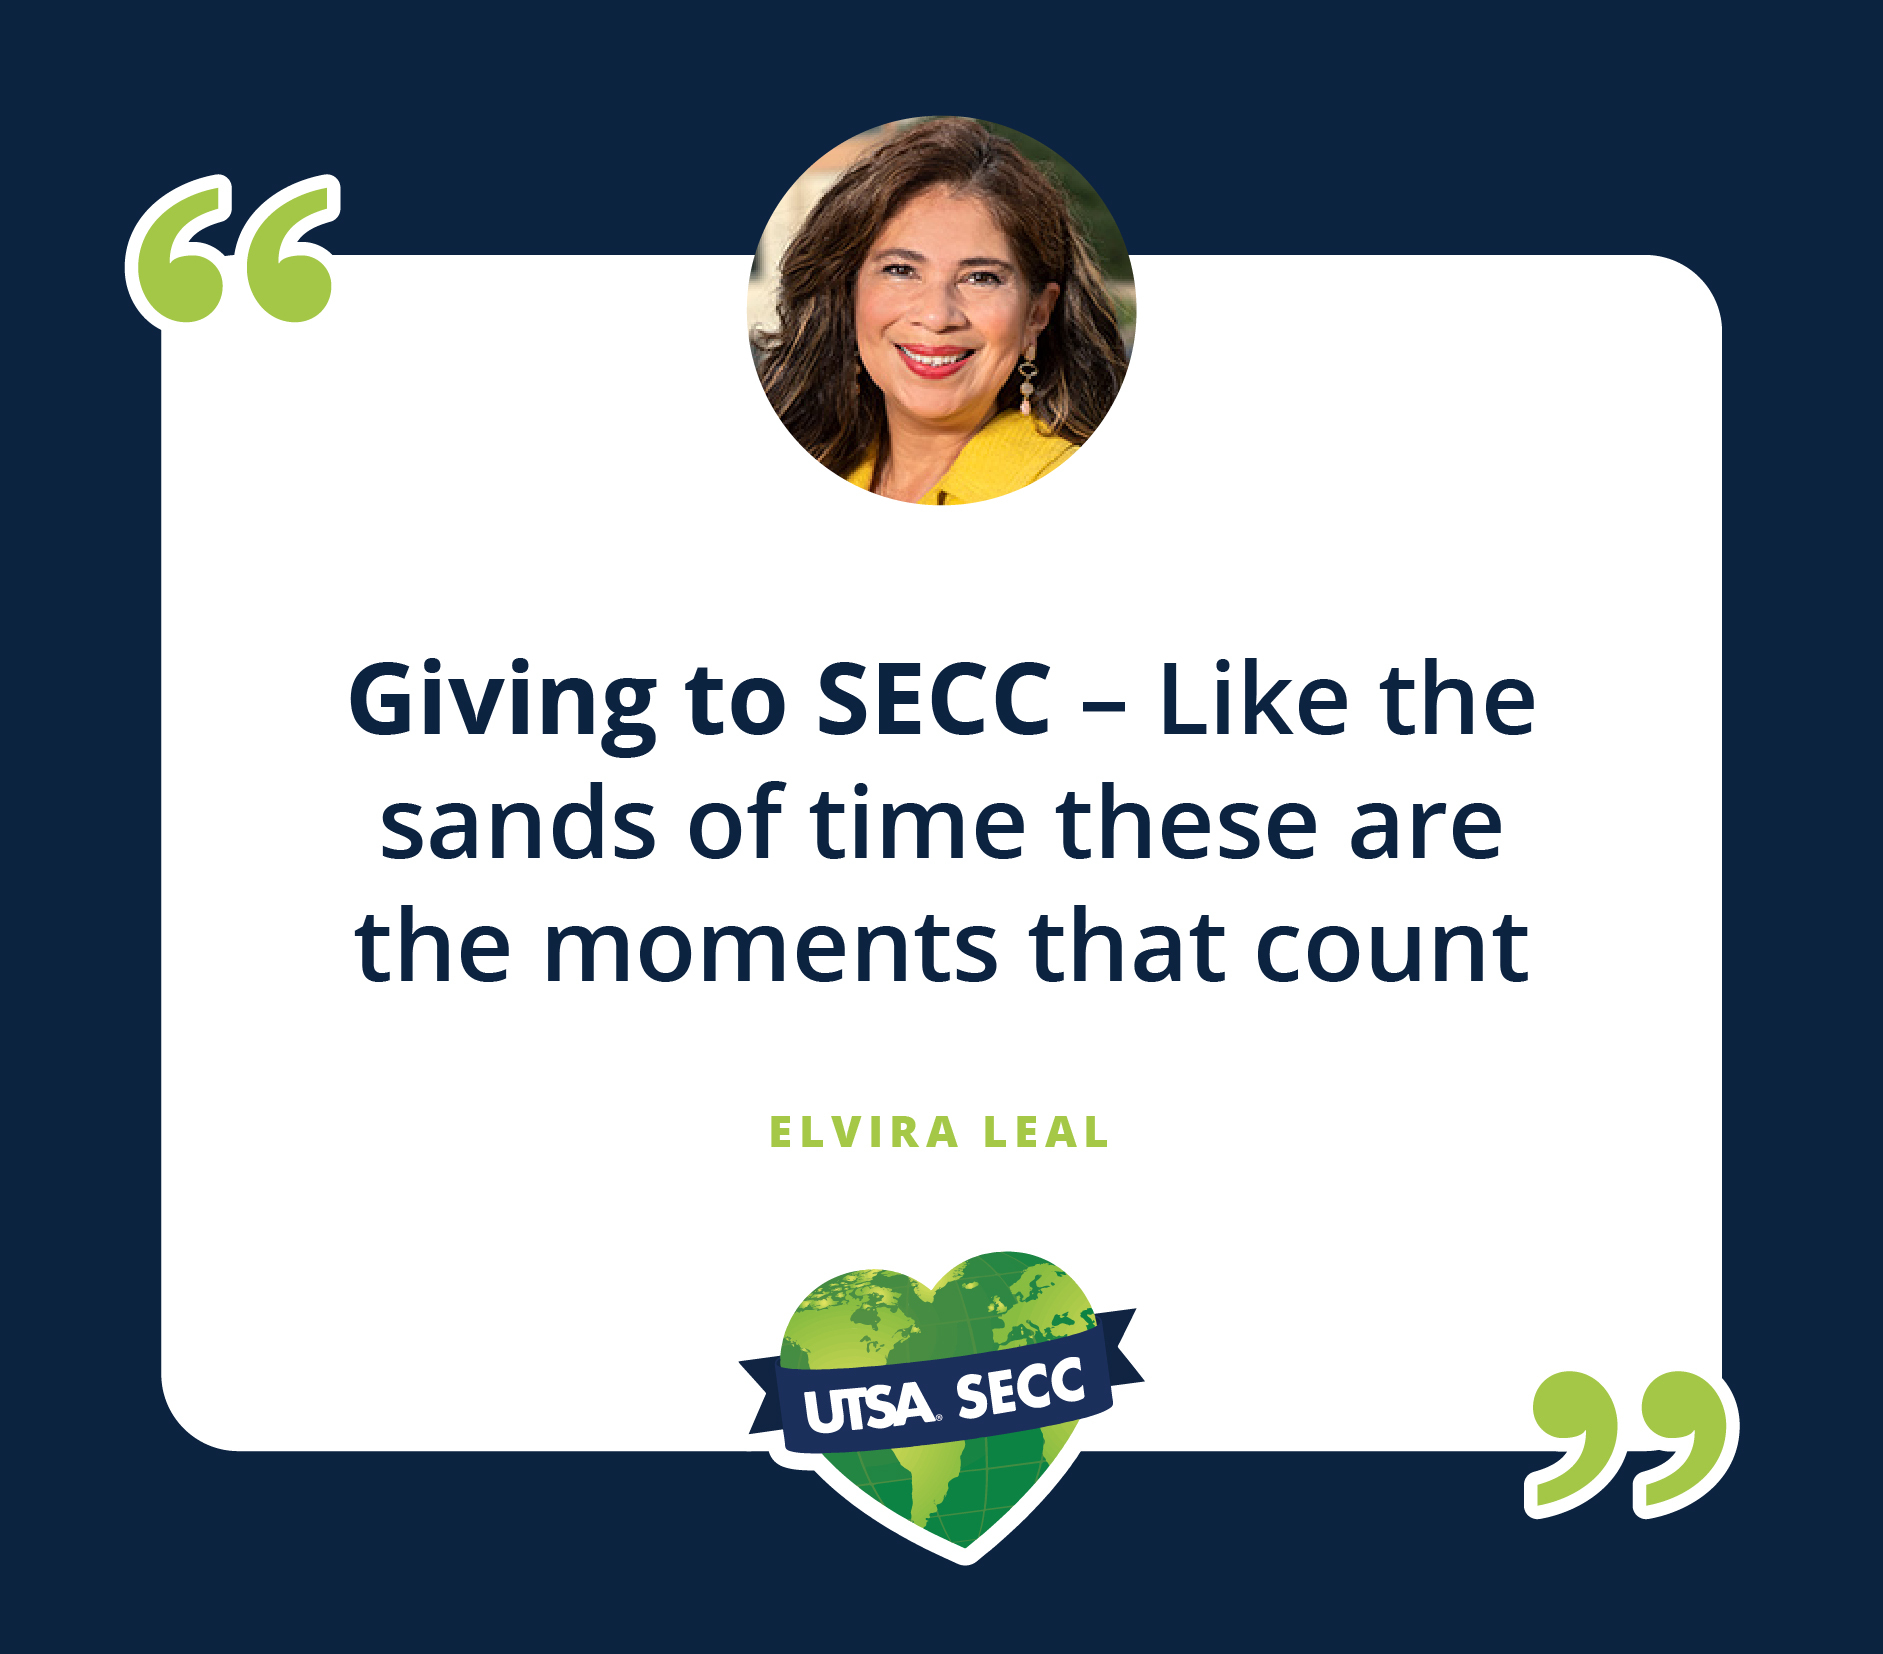 Giving to SECC – Like the
sands of time these are
the moments that count
ELVIRA LEAL
UTSA® SECC